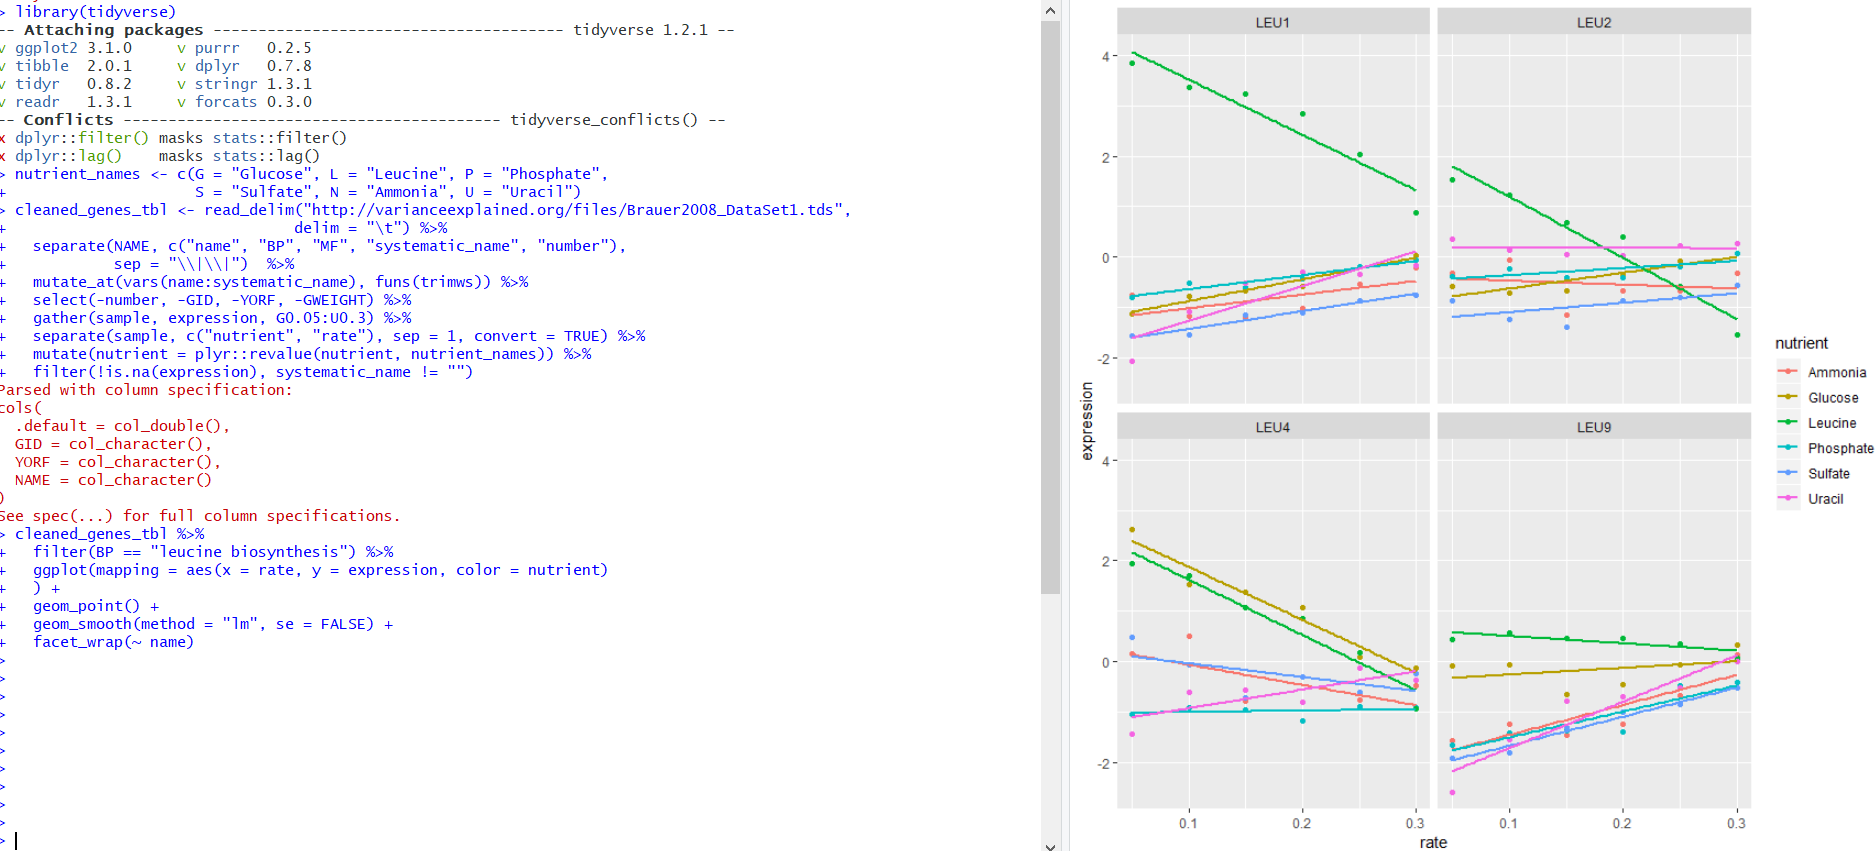 > library(tidyverse)
-- Attaching packages --------------------------------------- tidyverse 1.2.1 --
v ggplot2 3.1.0     v purrr   0.2.5
v tibble  2.0.1     v dplyr   0.7.8
v tidyr   0.8.2     v stringr 1.3.1
v readr   1.3.1     v forcats 0.3.0
-- Conflicts ------------------------------------------ tidyverse_conflicts() --
x dplyr::filter() masks stats::filter()
x dplyr::lag()    masks stats::lag()
> nutrient_names <- c(G = "Glucose", L = "Leucine", P = "Phosphate",
+                     S = "Sulfate", N = "Ammonia", U = "Uracil")
> cleaned_genes_tbl <- read_delim("http://varianceexplained.org/files/Brauer2008_DataSet1.tds",
+                                delim = "\t") %>%
+   separate(NAME, c("name", "BP", "MF", "systematic_name", "number"),
+            sep = "\\|\\|")  %>%
+   mutate_at(vars(name:systematic_name), funs(trimws)) %>%
+   select(-number, -GID, -YORF, -GWEIGHT) %>%
+   gather(sample, expression, G0.05:U0.3) %>%
+   separate(sample, c("nutrient", "rate"), sep = 1, convert = TRUE) %>%
+   mutate(nutrient = plyr::revalue(nutrient, nutrient_names)) %>%
+   filter(!is.na(expression), systematic_name != "")
Parsed with column specification:
cols(
  .default = col_double(),
  GID = col_character(),
  YORF = col_character(),
  NAME = col_character()
)
See spec(...) for full column specifications.
> cleaned_genes_tbl %>%
+   filter(BP == "leucine biosynthesis") %>%
+   ggplot(mapping = aes(x = rate, y = expression, color = nutrient)
+   ) +
+   geom_point() +
+   geom_smooth(method = "lm", se = FALSE) +
+   facet_wrap(~ name)
>
>
>
>
>
>
>
>
>
>
>
LEU1
LEU2
4
2
0
-2
LEU4
LEU9
4
2
0
-2
0.1
0.2
0.3
0.1
0.2
0.3
expression
rate
nutrient
Ammonia
Glucose
Leucine
Phosphate
Sulfate
Uracil